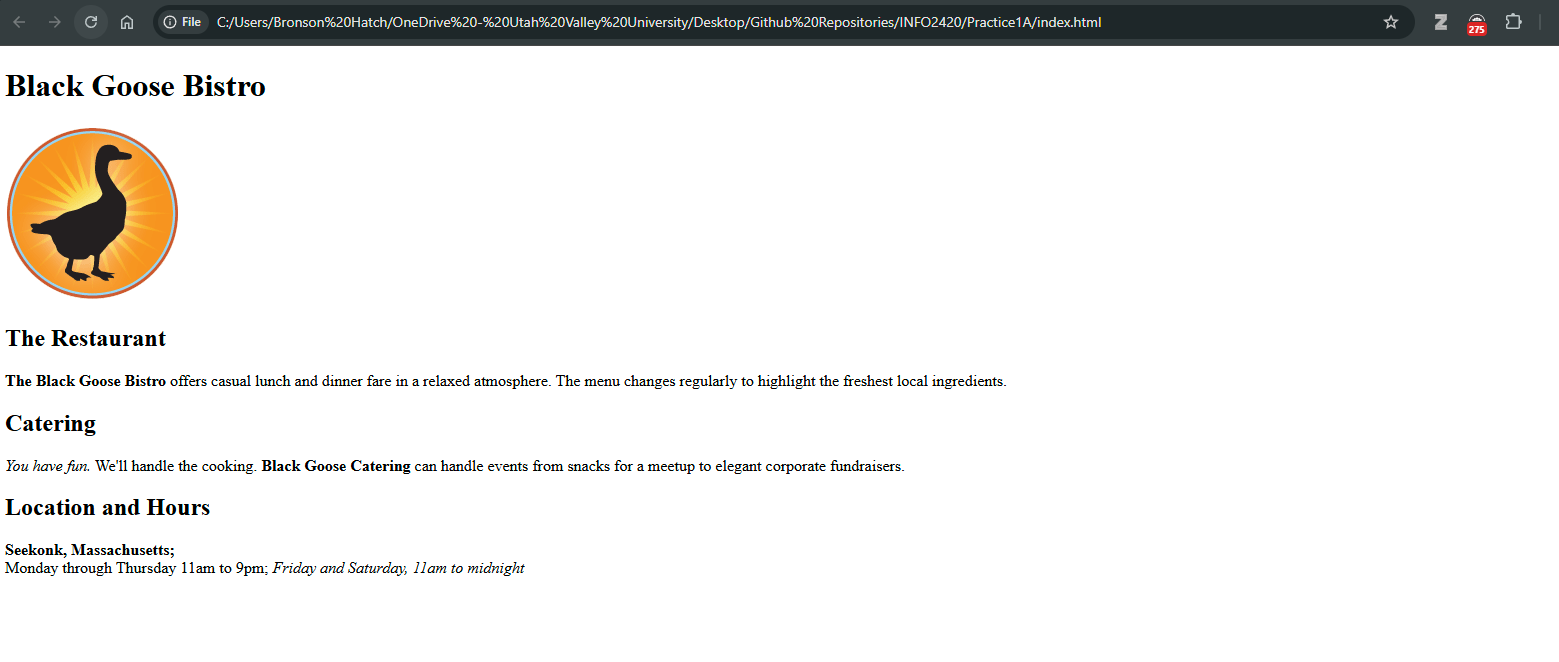 File C:/Users/Bronson%20Hatch/OneDrive%20-%20Utah%20Valley%20University/Desktop/Github%20Repositories/INFO2420/Practice1A/index.html Z 275
Black Goose Bistro
The Restaurant
The Black Goose Bistro offers casual lunch and dinner fare in a relaxed atmosphere. The menu changes regularly to highlight the freshest local ingredients.
Catering
You have fun. We'll handle the cooking. Black Goose Catering can handle events from snacks for a meetup to elegant corporate fundraisers.
Location and Hours
Seekonk, Massachusetts;
Monday through Thursday 11am to 9pm; Friday and Saturday, 11am to midnight